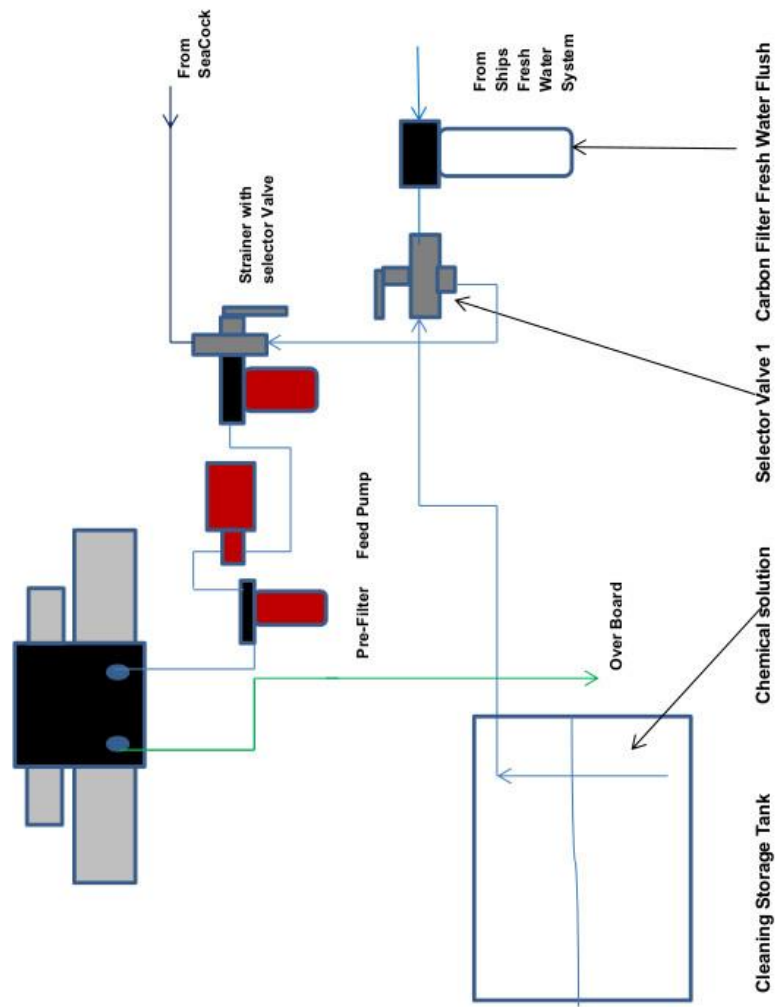 From
SeaCock
Strainer with
selector Valve
From
Ships
Fresh
Water
System
Feed Pump
Pre-Filter
Over Board
Cleaning Storage Tank
Chemical solution
Selector Valve 1
Carbon Filter Fresh Water Flush